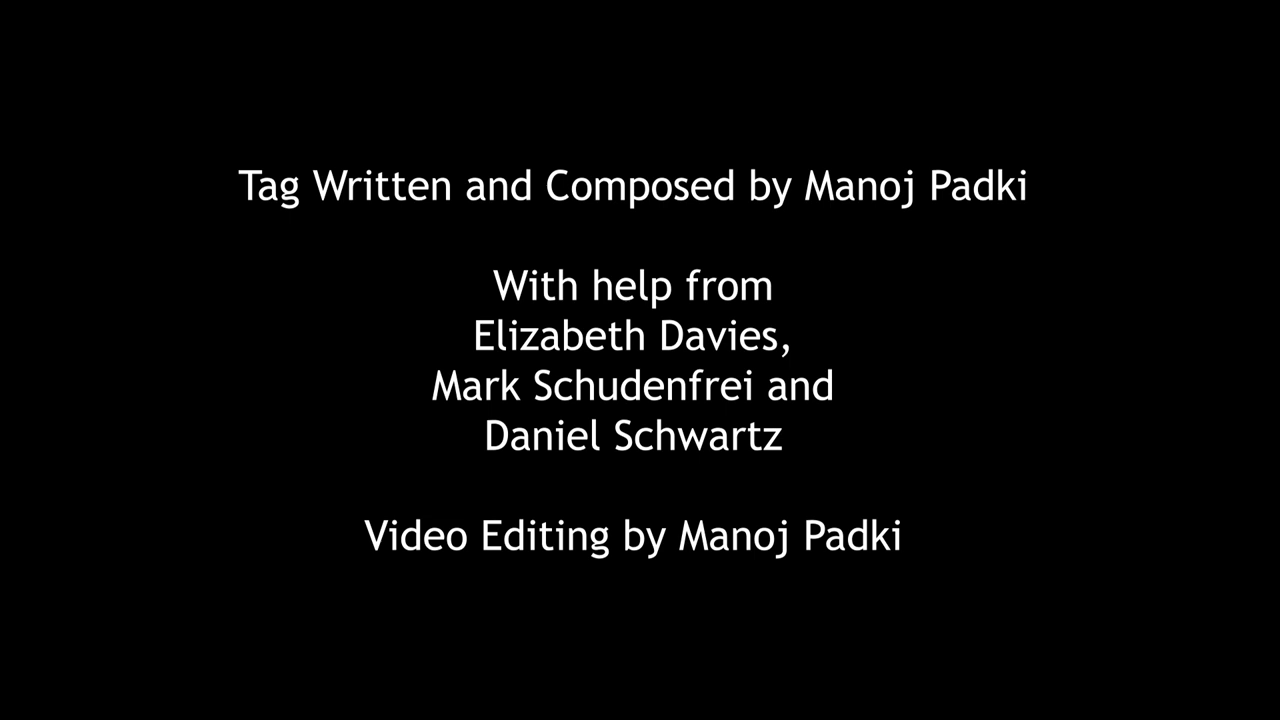 Tag Written and Composed by Manoj Padki
With help from
Elizabeth Davies,
Mark Schudenfrei and
Daniel Schwartz
Video Editing by Manoj Padki